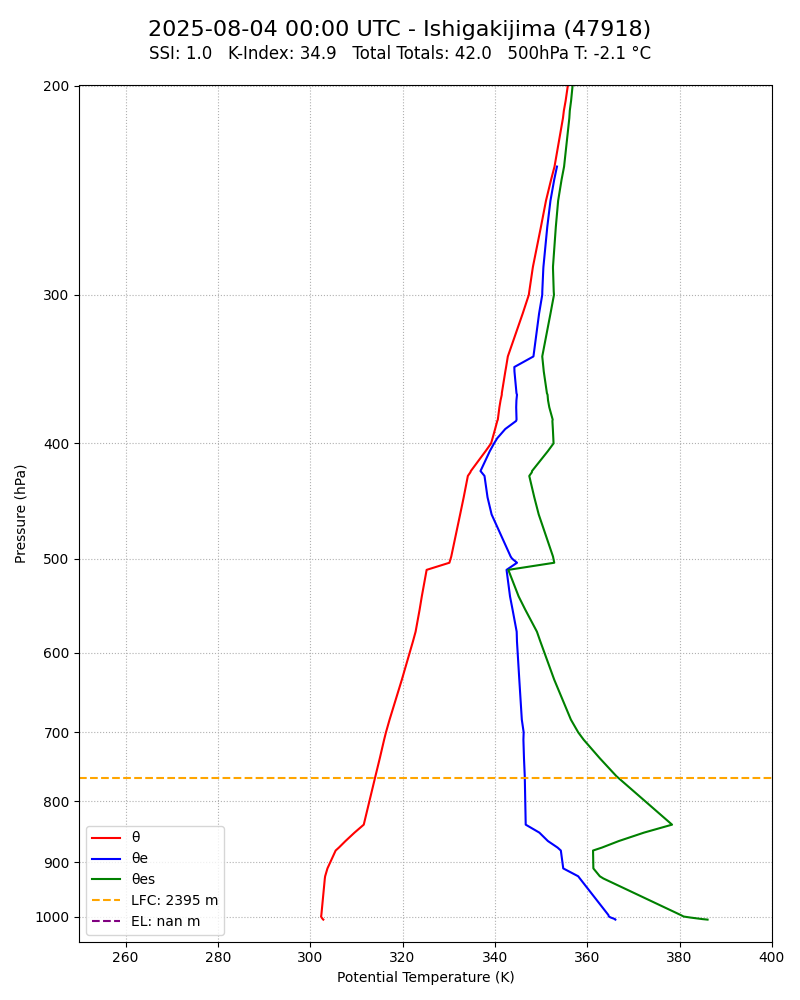 2025-08-04 00:00 UTC - Ishigakijima (47918)
SSI: 1.0   K-Index: 34.9   Total Totals: 42.0   500hPa T: -2.1 °C
200
300
400
500
600
700
800
900
1000
Pressure (hPa)
θ
θe
θes
LFC: 2395 m
EL: nan m
260 280 300 320 340 360 380 400
Potential Temperature (K)